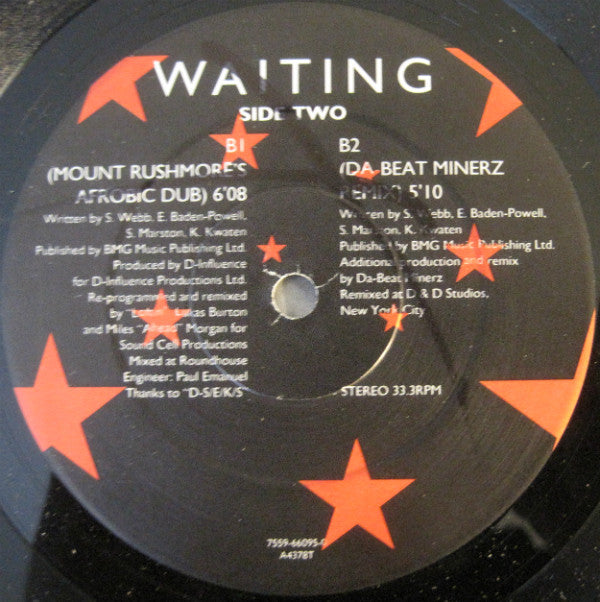 WAITING
SIDE TWO
B1
(MOUNT RUSHMORE'S
AFROBIC DUB) 6'08
Written by S. Webb, E. Baden-Powell,
S. Marston, K. Kwaten
Published by BMG Music Publishing Ltd.
Produced by D-Influence
for D-Influence Productions Ltd.
Re-programmed and remixed
by "Lofty" Lukas Burton
and Miles "Ahead" Morgan for
Sound Cell Productions
Mixed at Roundhouse
Engineer: Paul Emanuel
Thanks to "D-S/E/K/S"
B2
(DA-BEAT MINERZ
REMIX) 5'10
Written by S. Webb, E. Baden-Powell,
S. Marston, K. Kwaten
Published by BMG Music Publishing Ltd.
Additional production and remix
by Da-Beat Minerz
Remixed at D & D Studios,
New York City
STEREO 33.3RPM
7559-66095-0
A4378T